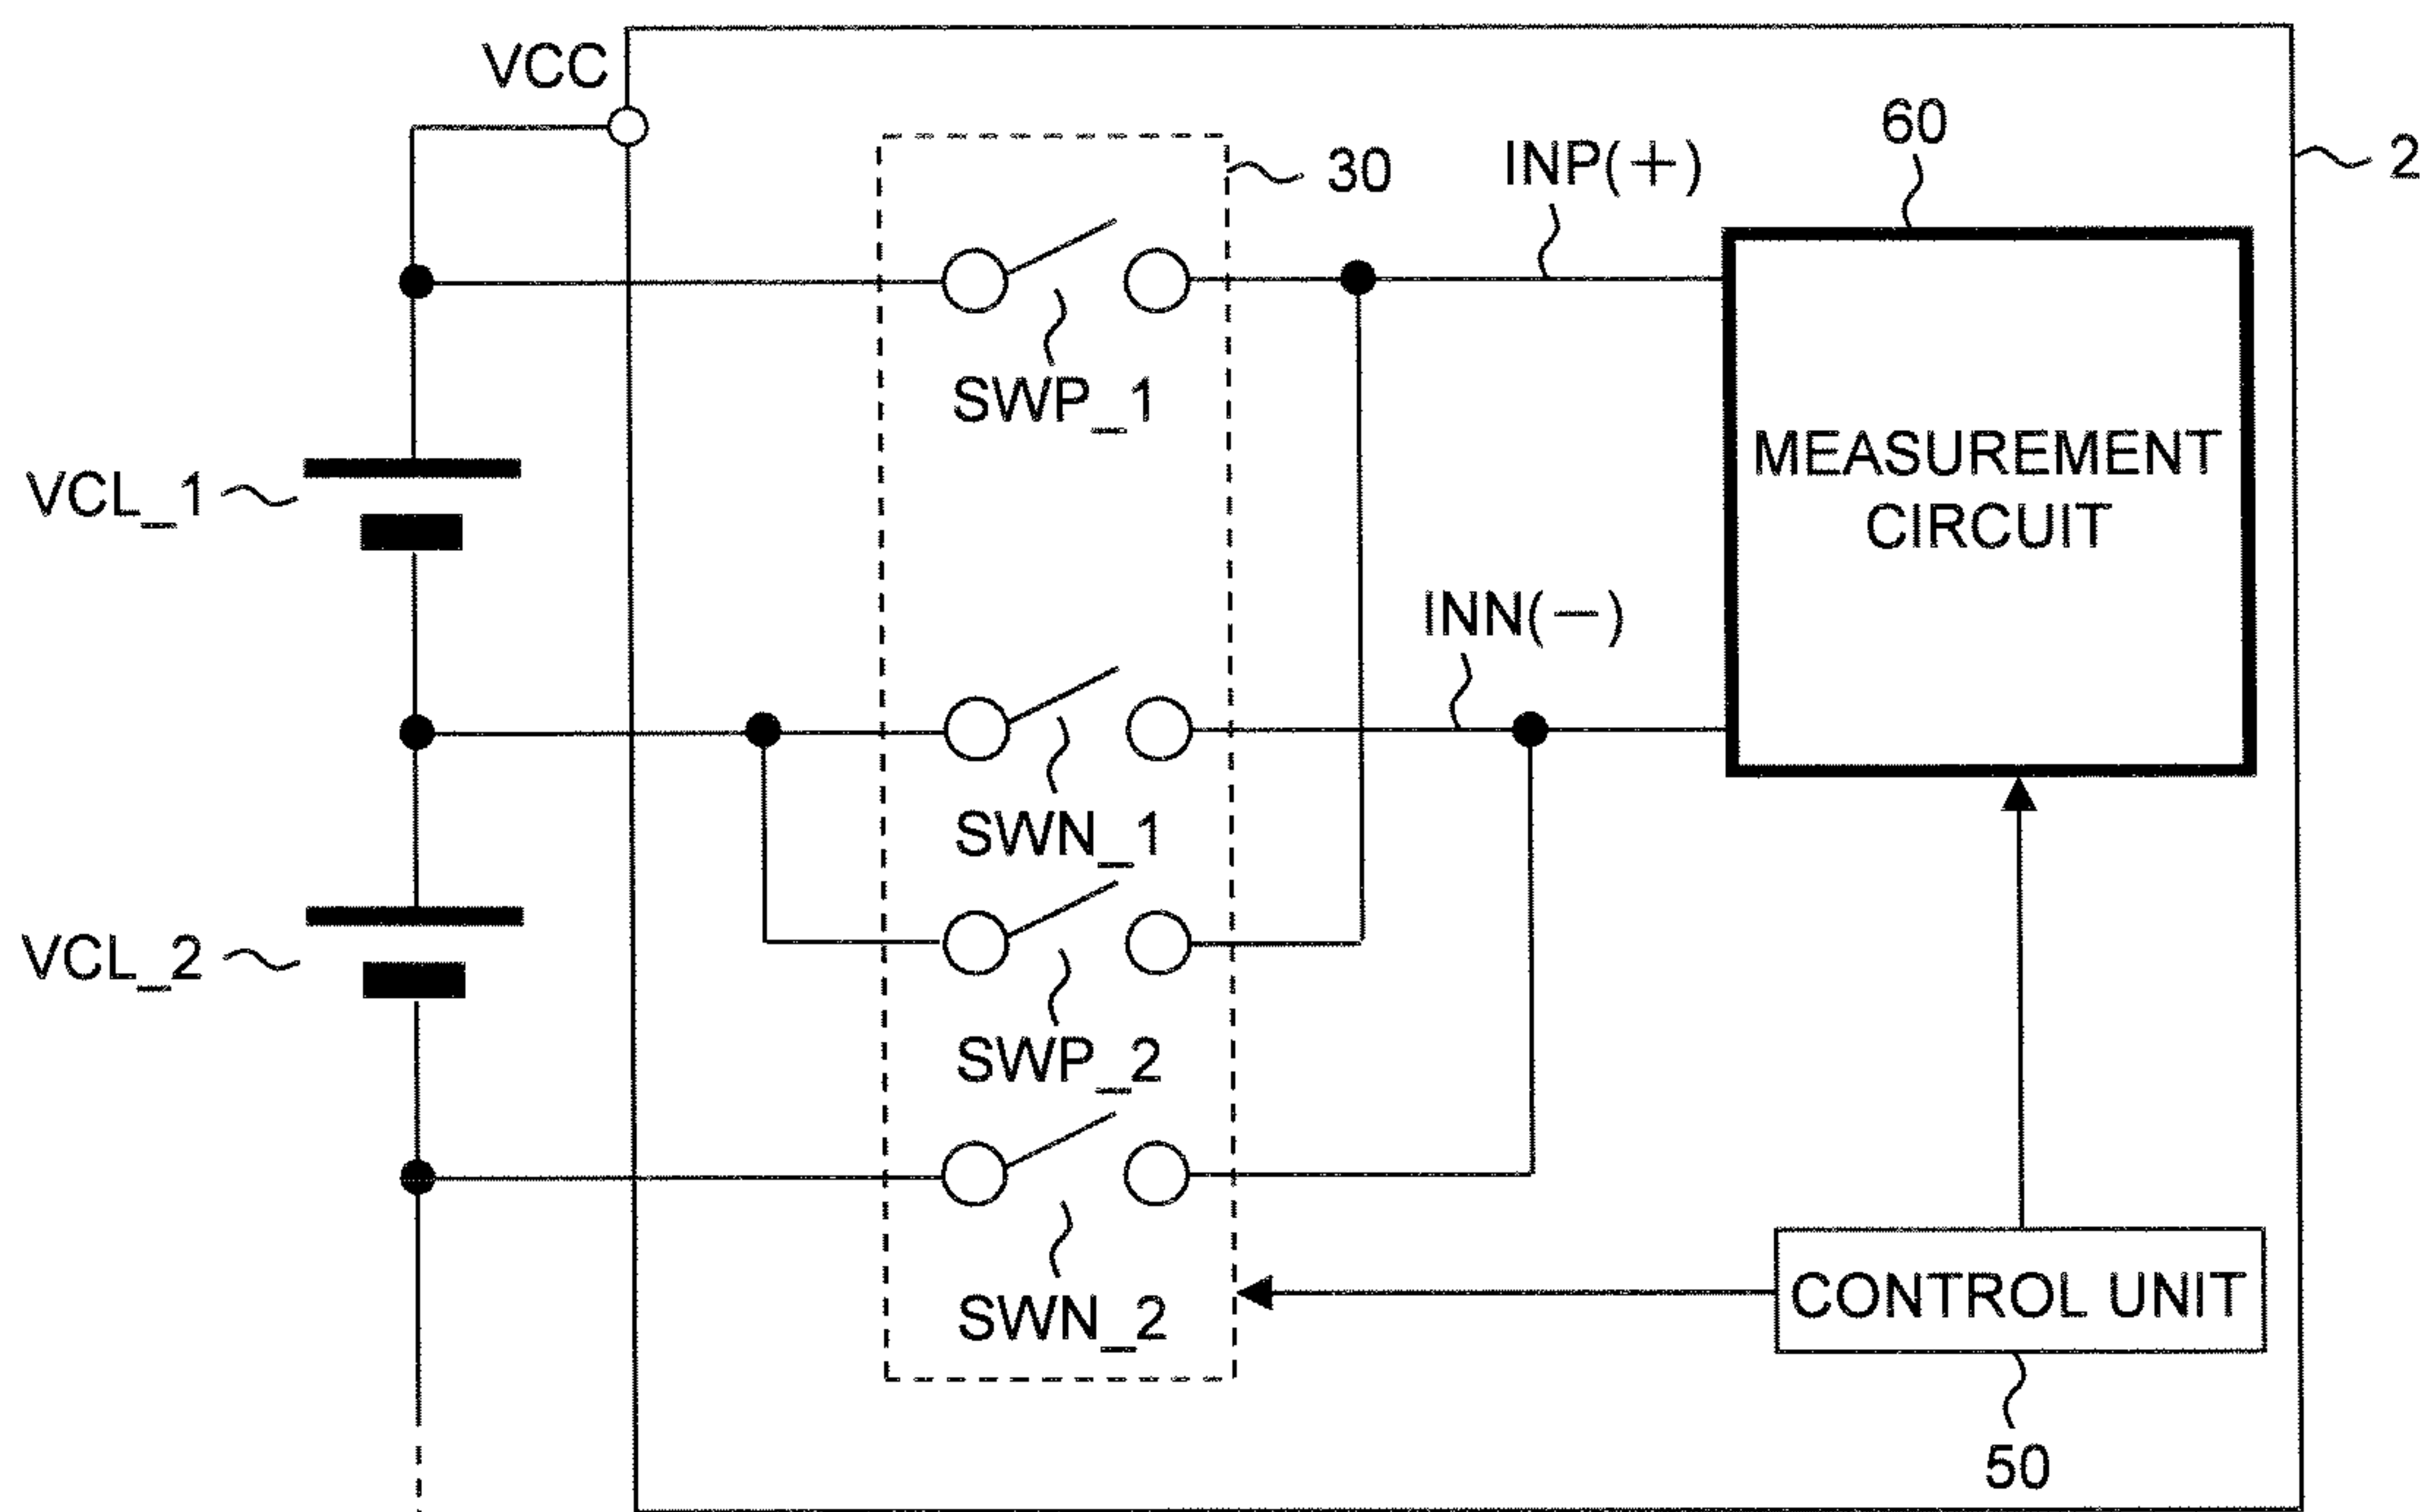 VCC
2
60
30
INP(+)
SWP_1
MEASUREMENT
CIRCUIT
VCL_1
INN(−)
SWN_1
VCL_2
SWP_2
SWN_2
CONTROL UNIT
50